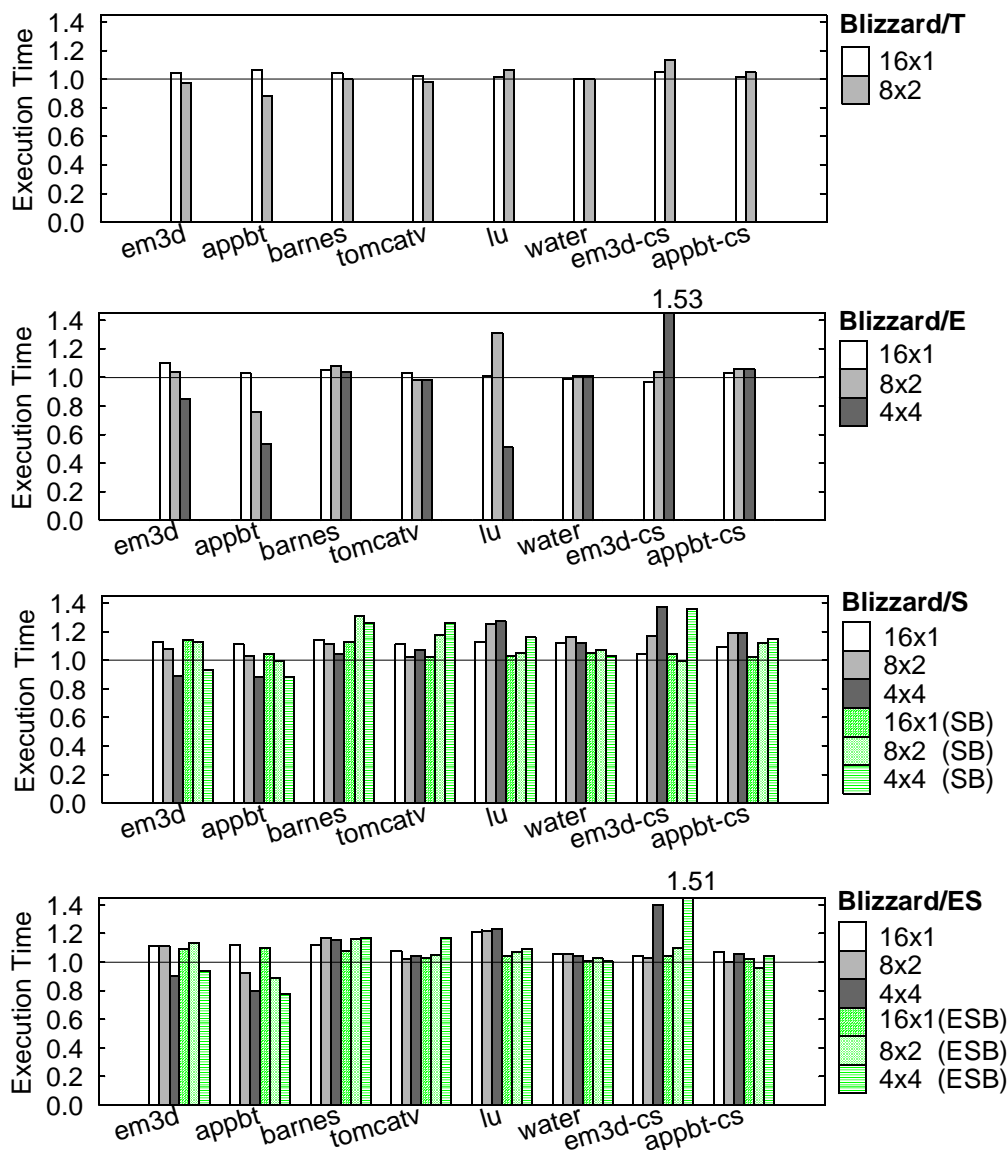 Blizzard/T
16x1
8x2
Execution Time
1.4
1.2
1.0
0.8
0.6
0.4
0.2
0.0
em3d
appbt
barnes
tomcatv
lu
water
em3d-cs
appbt-cs
1.53
Blizzard/E
16x1
8x2
4x4
Execution Time
1.4
1.2
1.0
0.8
0.6
0.4
0.2
0.0
em3d
appbt
barnes
tomcatv
lu
water
em3d-cs
appbt-cs
Blizzard/S
16x1
8x2
4x4
16x1(SB)
8x2 (SB)
4x4 (SB)
Execution Time
1.4
1.2
1.0
0.8
0.6
0.4
0.2
0.0
em3d
appbt
barnes
tomcatv
lu
water
em3d-cs
appbt-cs
1.51
Blizzard/ES
16x1
8x2
4x4
16x1(ESB)
8x2 (ESB)
4x4 (ESB)
Execution Time
1.4
1.2
1.0
0.8
0.6
0.4
0.2
0.0
em3d
appbt
barnes
tomcatv
lu
water
em3d-cs
appbt-cs